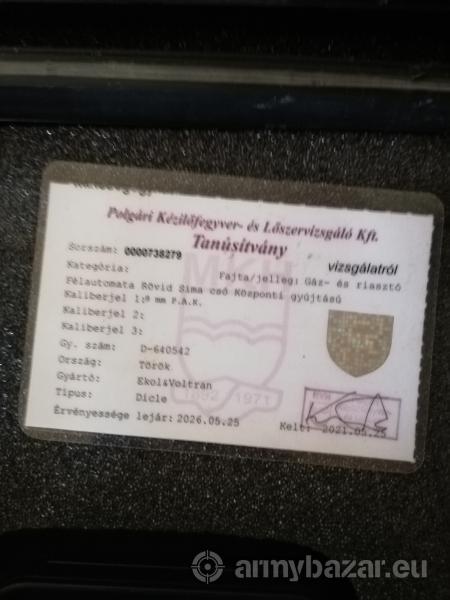 Polgári Kézilőfegyver- és Lőszervizsgáló Kft.
Tanúsítvány
Sorszám: 0000738279
vizsgálatról
Kategória:
Fajta/jelleg: Gáz- és riasztó
Félautomata Rövid Sima cső Központi gyújtású
Kaliberjel 1:9 mm P.A.K.
Kaliberjel 2:
Kaliberjel 3:
Gy. szám: D-640542
Ország: Török
Gyártó: Ekol&Voltran
Típus: Dicle
1892 1971
Érvényessége lejár: 2026.05.25
Kelt: 2021.05.25
armybazar.eu